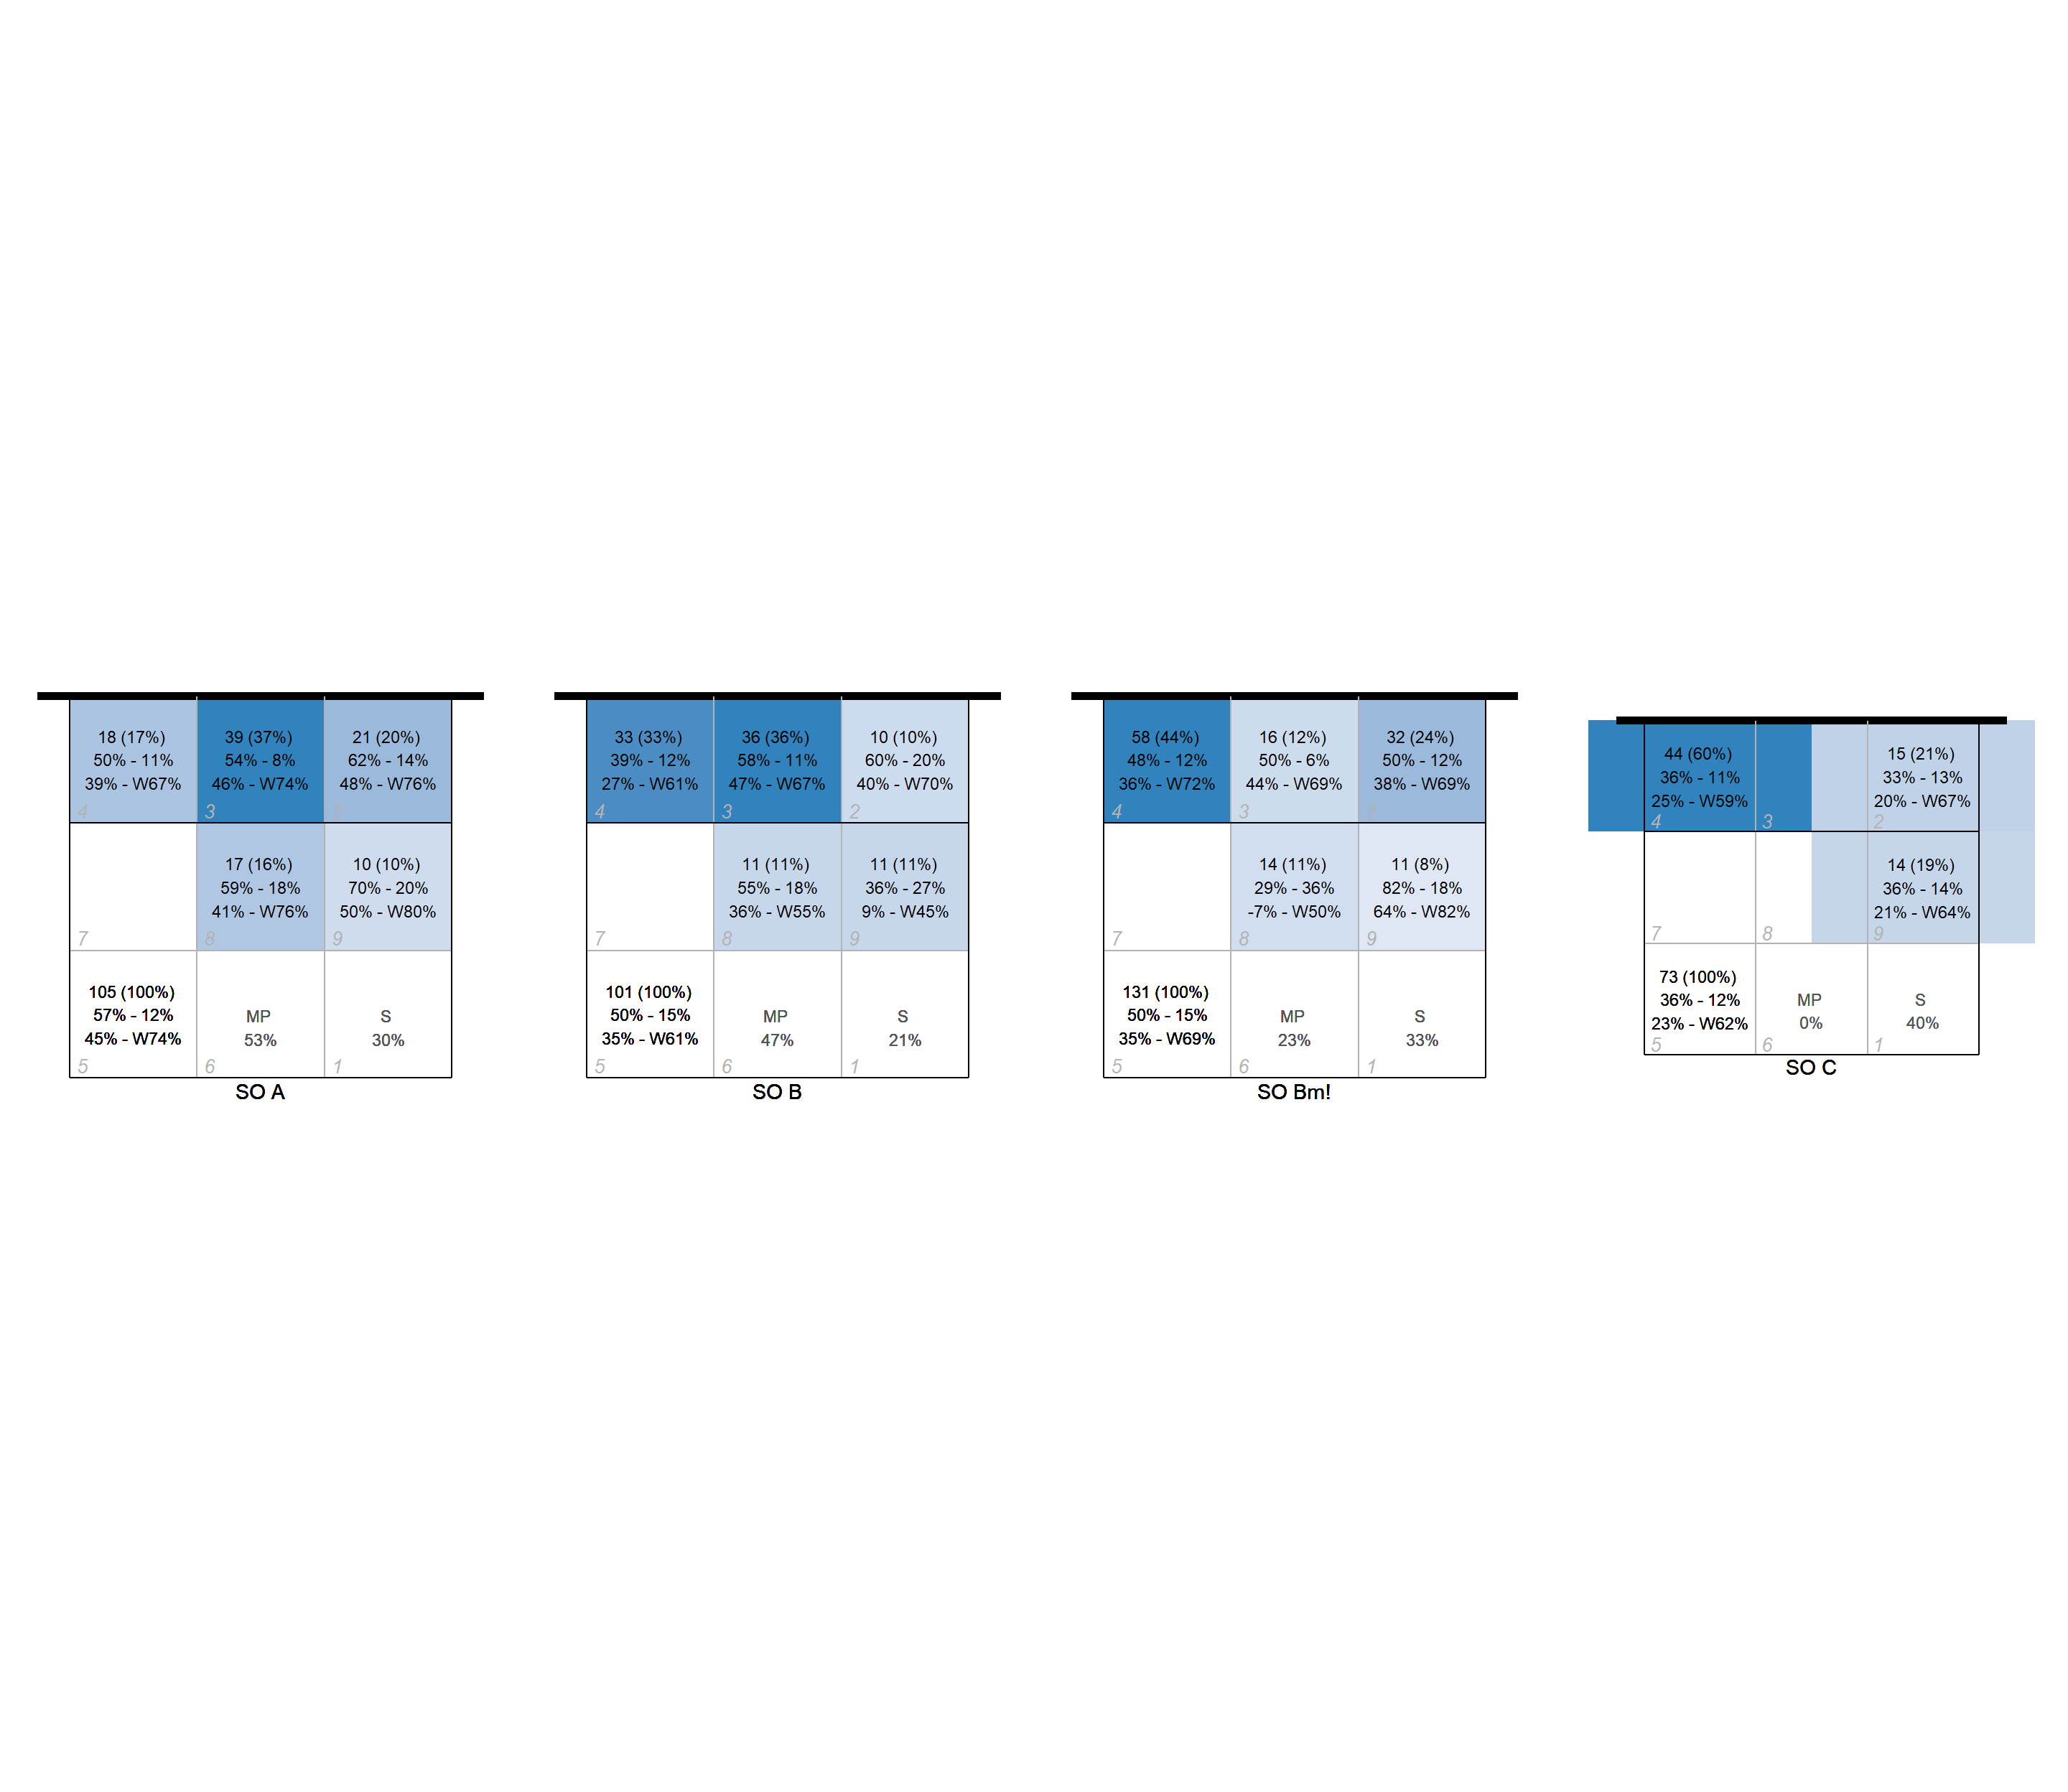 18 (17%)
50% - 11%
39% - W67%
4
39 (37%)
54% - 8%
46% - W74%
3
21 (20%)
62% - 14%
48% - W76%
7
17 (16%)
59% - 18%
41% - W76%
8
10 (10%)
70% - 20%
50% - W80%
9
105 (100%)
57% - 12%
45% - W74%
5
MP
53%
6
S
30%
1
SO A
33 (33%)
39% - 12%
27% - W61%
4
36 (36%)
58% - 11%
47% - W67%
3
10 (10%)
60% - 20%
40% - W70%
2
7
11 (11%)
55% - 18%
36% - W55%
8
11 (11%)
36% - 27%
9% - W45%
9
101 (100%)
50% - 15%
35% - W61%
5
MP
47%
6
S
21%
1
SO B
58 (44%)
48% - 12%
36% - W72%
4
16 (12%)
50% - 6%
44% - W69%
3
32 (24%)
50% - 12%
38% - W69%
7
14 (11%)
29% - 36%
-7% - W50%
8
11 (8%)
82% - 18%
64% - W82%
9
131 (100%)
50% - 15%
35% - W69%
5
MP
23%
6
S
33%
1
SO Bm!
44 (60%)
36% - 11%
25% - W59%
4
3
15 (21%)
33% - 13%
20% - W67%
2
7
8
14 (19%)
36% - 14%
21% - W64%
9
73 (100%)
36% - 12%
23% - W62%
5
MP
0%
6
S
40%
1
SO C